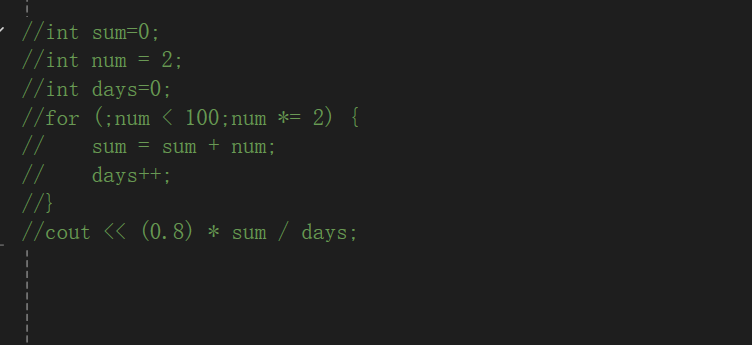 //int sum=0;
//int num = 2;
//int days=0;
//for (;num < 100;num *= 2) {
//    sum = sum + num;
//    days++;
//}
//cout << (0.8) * sum / days;